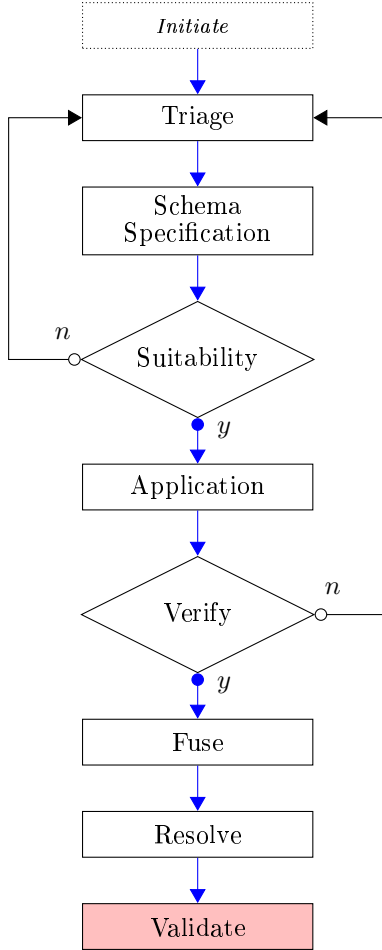 Initiate
Triage
Schema
Specification
n
Suitability
y
Application
n
Verify
y
Fuse
Resolve
Validate